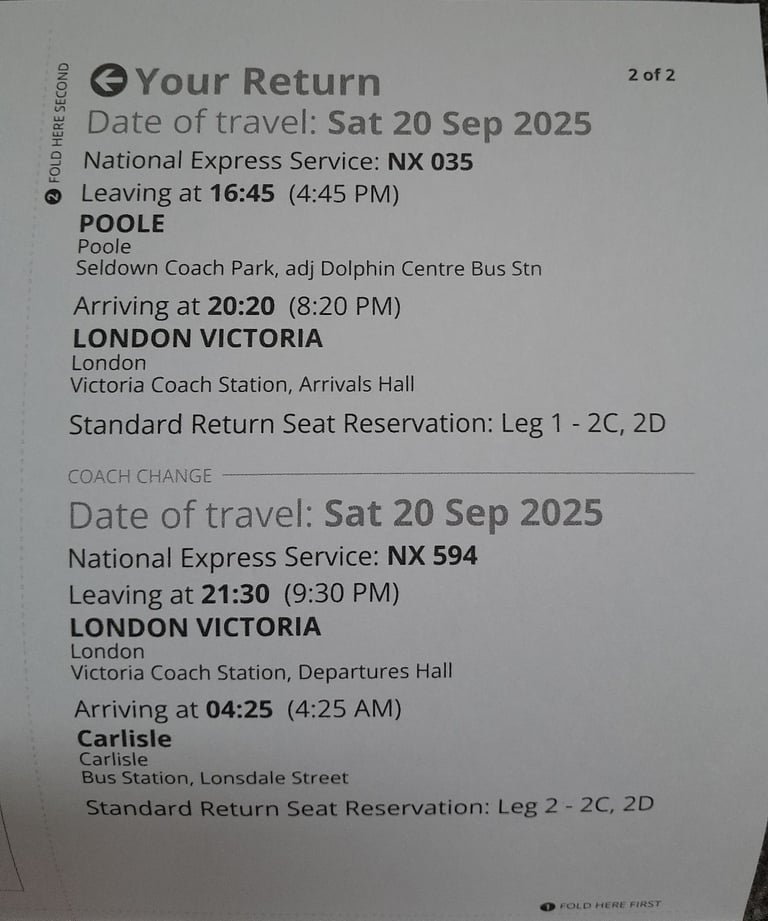 Your Return
2 of 2
Date of travel: Sat 20 Sep 2025
National Express Service: NX 035
Leaving at 16:45 (4:45 PM)
POOLE
Poole
Seldown Coach Park, adj Dolphin Centre Bus Stn
Arriving at 20:20 (8:20 PM)
LONDON VICTORIA
London
Victoria Coach Station, Arrivals Hall
Standard Return Seat Reservation: Leg 1 - 2C, 2D
COACH CHANGE
Date of travel: Sat 20 Sep 2025
National Express Service: NX 594
Leaving at 21:30 (9:30 PM)
LONDON VICTORIA
London
Victoria Coach Station, Departures Hall
Arriving at 04:25 (4:25 AM)
Carlisle
Carlisle
Bus Station, Lonsdale Street
Standard Return Seat Reservation: Leg 2 - 2C, 2D
2 FOLD HERE SECOND
1 FOLD HERE FIRST